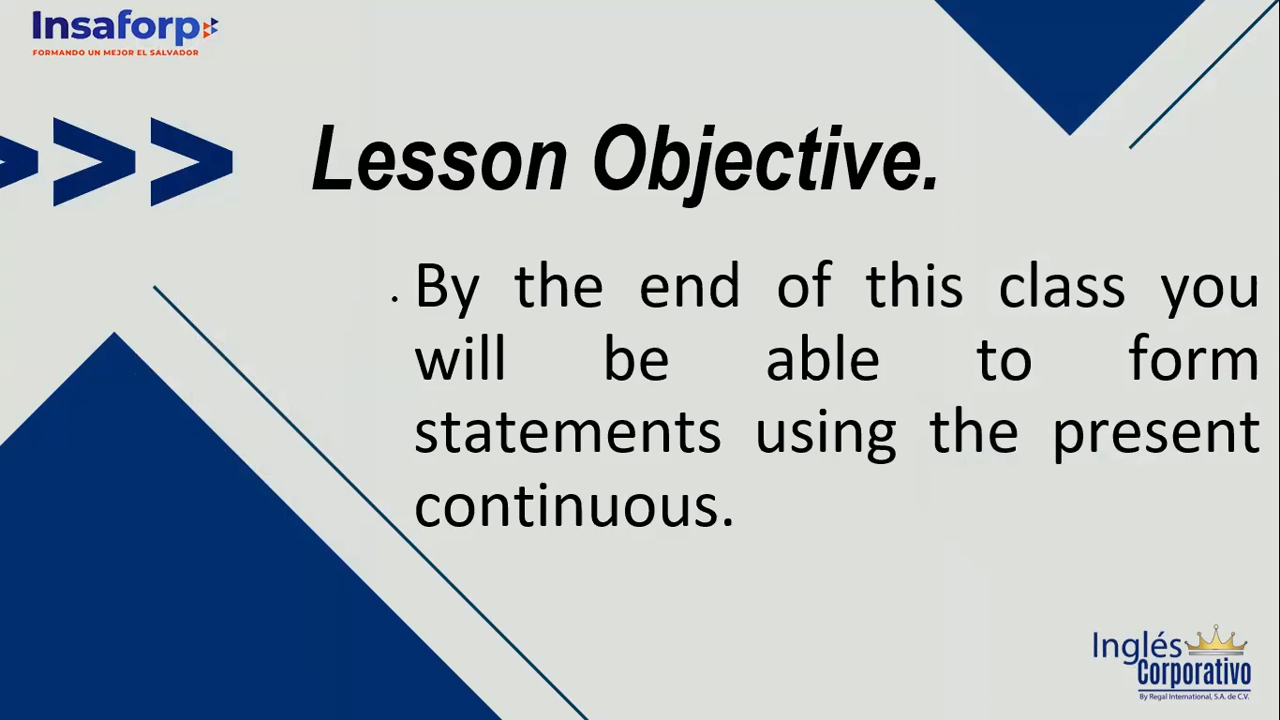 Insaforp
FORMANDO UN MEJOR EL SALVADOR
>>>
Lesson Objective.
. By the end of this class you
will be able to form
statements using the present
continuous.
Inglés
Corporativo
By Regal International, S.A. de C.V.